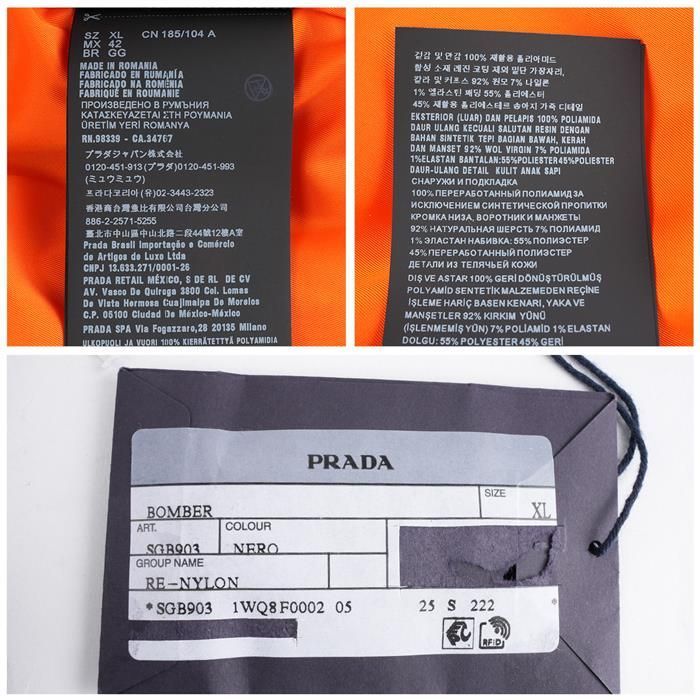 SZ XL CN 185/104 A
MX 42
BR GG
MADE IN ROMANIA
FABRICADO EN RUMANÍA
FABRICADO NA ROMÉNIA
FABRIQUÉ EN ROUMANIE
ПРОИЗВЕДЕНО В РУМЪНИЯ
ΚΑΤΑΣΚΕΥΑΖΕΤΑΙ ΣΤΗ ΡΟΥΜΑΝΙΑ
ÜRETİM YERİ ROMANYA
RN.98339 - CA.34767
プラダジャパン株式会社
0120-451-913 (プラダ) 0120-451-993
(ミュウミュウ)
프라다코리아 (유) 02-3443-2323
香港商台灣普比有限公司台灣分公司
886-2-2571-5255
臺北市中山區中山北路二段44號12樓A
Prada Brasil Importação e Comércio
de Artigos de Luxo Ltda
CNPJ 13.633.271/0001-26
PRADA RETAIL MÉXICO, S DE RL DE CV
AV. Vasco De Quiroga 3800 Col. Lomas
De Vista Hermosa Cuajimalpa De Morelos
C.P. 05100 Ciudad De México-México
PRADA SPA Via Fogazzaro,28 20135 Milano
ULKOPUOLI JA VUORI 100% KIERRÄTETTYÄ POLYAMIDIA
겉감 및 안감 100% 재활용 폴리아미드
합성 소재 레진 코팅 제외 밑단 가장자리,
칼라 및 커프스 92% 원모 7% 나일론
1% 엘라스틴 패딩 55% 폴리에스터
45% 재활용 폴리에스테르 송아지 가죽 디테일
EKSTERIOR (LUAR) DAN PELAPIS 100% POLIAMIDA
DAUR ULANG KECUALI SALUTAN RESIN DENGAN
BAHAN SINTETIK TEPI BAGIAN BAWAH, KERAH
DAN MANSET 92% WOL VIRGIN 7% POLIAMIDA
1%ELASTAN BANTALAN:55%POLIESTER45%POLIESTER
DAUR-ULANG DETAIL KULIT ANAK SAPI
СНАРУЖИ И ПОДКЛАДКА
100% ПЕРЕРАБОТАННЫЙ ПОЛИАМИД ЗА
ИСКЛЮЧЕНИЕМ СИНТЕТИЧЕСКОЙ ПРОПИТКИ
КРОМКА НИЗА, ВОРОТНИК И МАНЖЕТЫ
92% НАТУРАЛЬНАЯ ШЕРСТЬ 7% ПОЛИАМИД
1% ЭЛАСТАН НАБИВКА: 55% ПОЛИЭСТЕР
45% ПЕРЕРАБОТАННЫЙ ПОЛИЭСТЕР
ДЕТАЛИ ИЗ ТЕЛЯЧЬЕЙ КОЖИ
DIŞ VE ASTAR 100% GERİ DÖNÜŞTÜRÜLMÜŞ
POLYAMİD SENTETİK MALZEMEDEN REÇİNE
İŞLEME HARİÇ BASEN KENARI, YAKA VE
MANŞETLER 92% KIRKIM YÜNÜ
(İŞLENMEMİŞ YÜN) 7% POLİAMİD 1% ELASTAN
DOLGU: 55% POLYESTER 45% GERİ
PRADA
BOMBER SIZE XL
ART. SGB903 COLOUR NERO
GROUP NAME
RE-NYLON
*SGB903 1WQ8F0002 05 25 S 222 *
RFiD